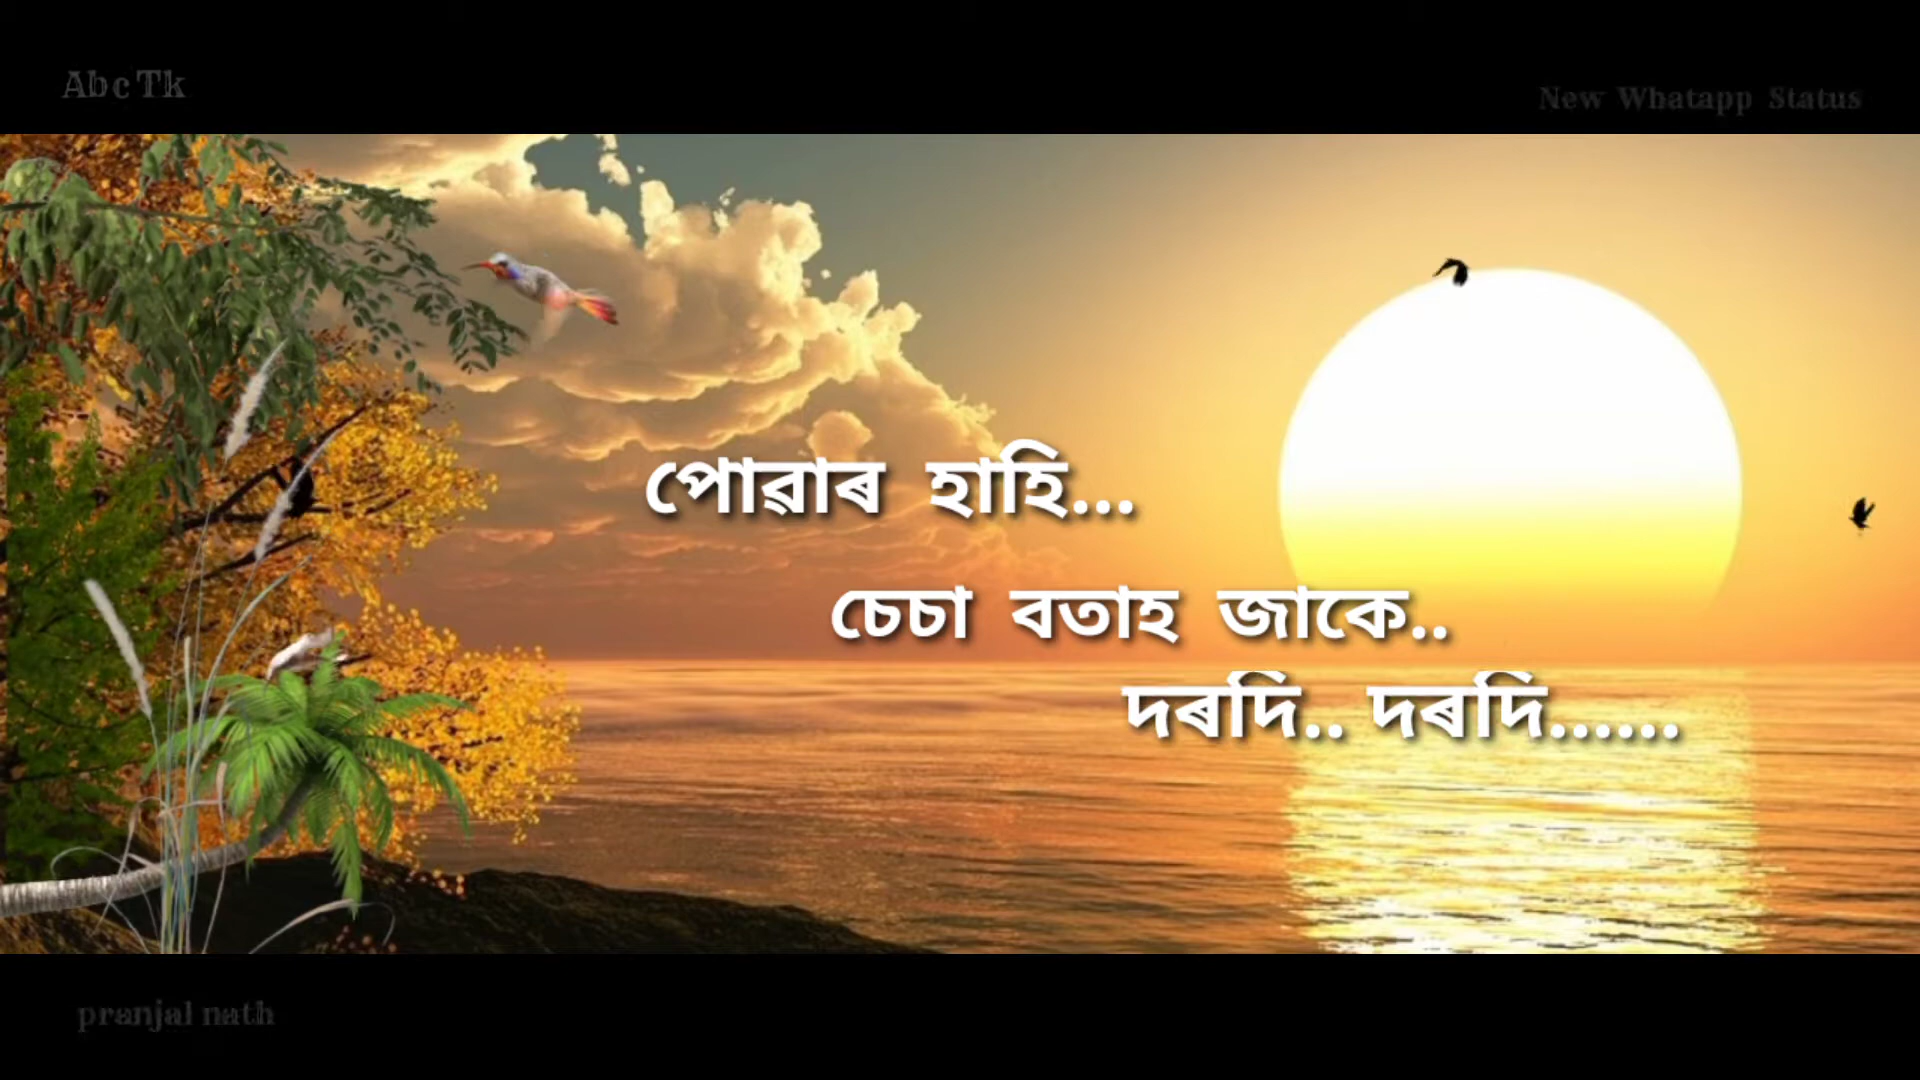 Abc Tk
New Whatapp Status
পোৱাৰ হাহি...
চেচা বতাহ জাকে..
দৰদি.. দৰদি......
pranjal nath